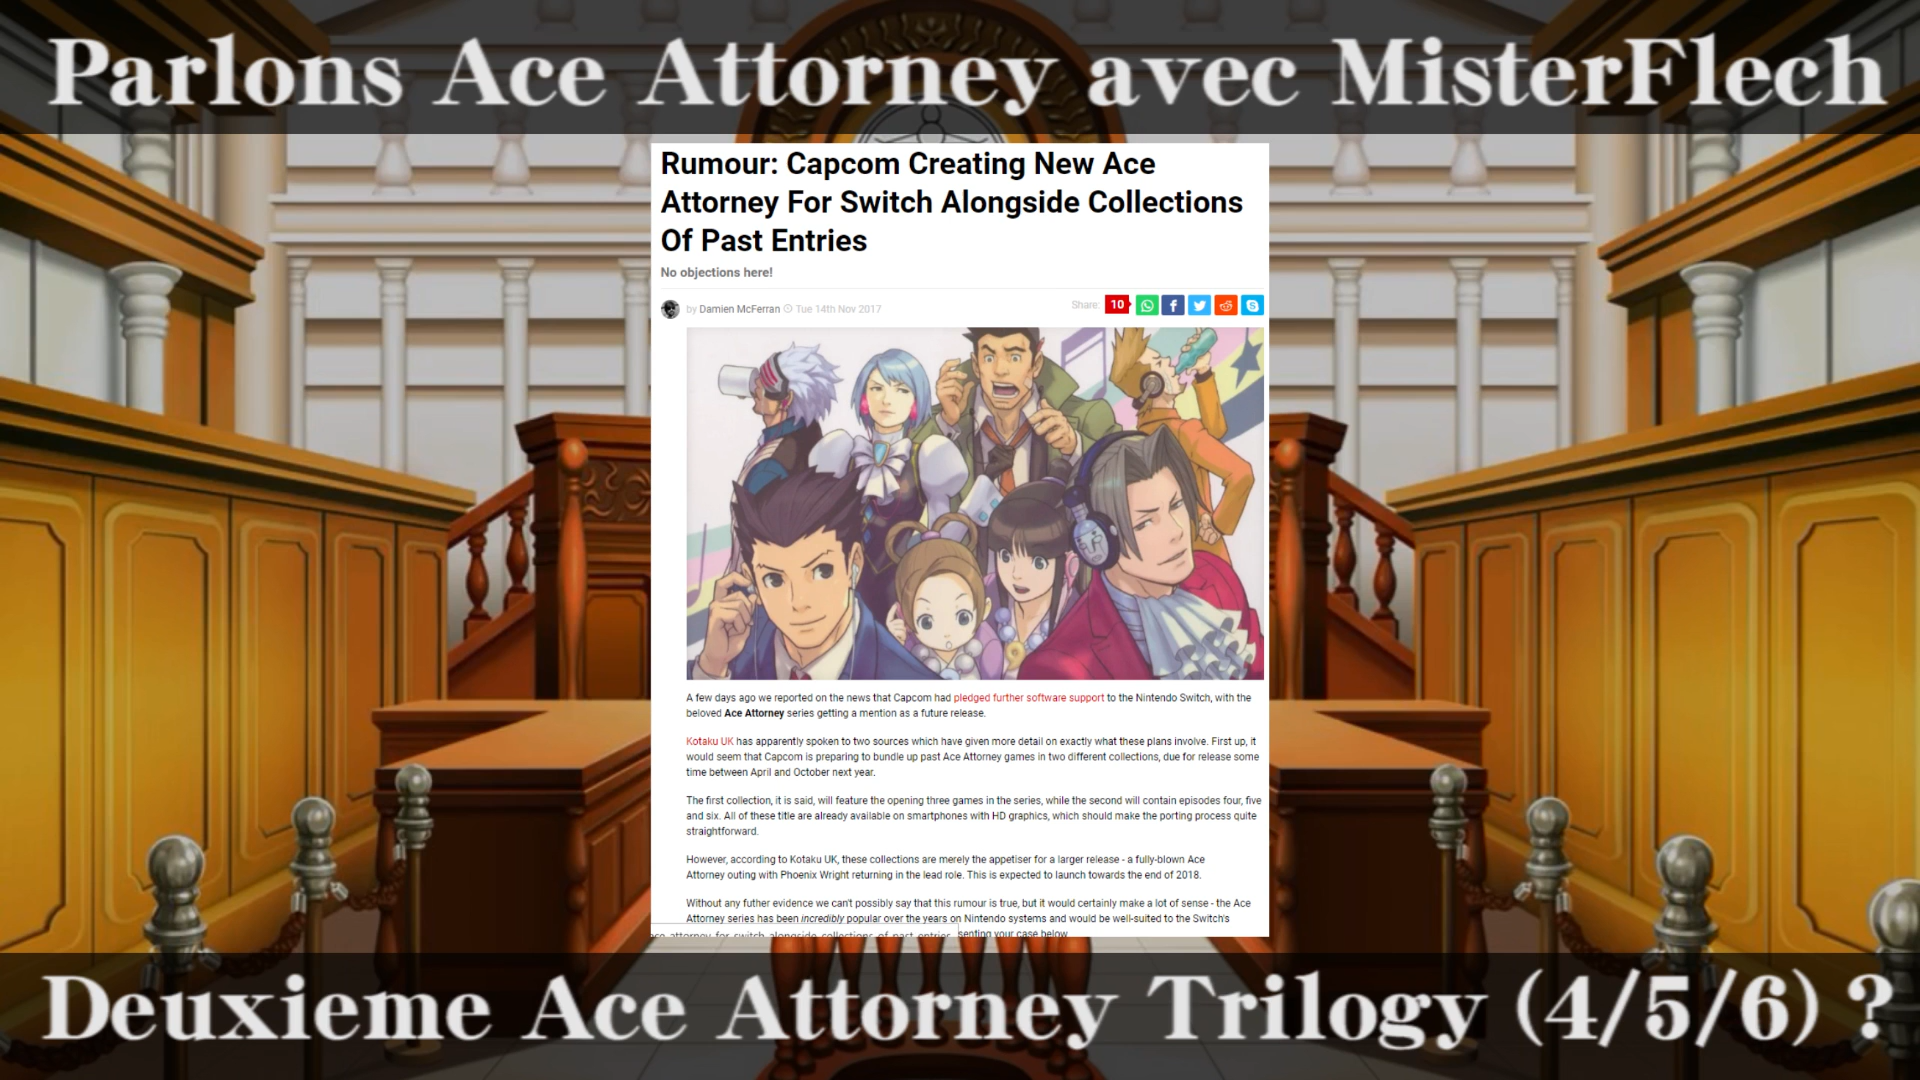 Parlons Ace Attorney avec MisterFlech
Rumour: Capcom Creating New Ace
Attorney For Switch Alongside Collections
Of Past Entries
No objections here!
by Damien McFerran Tue 14th Nov 2017
Share: 10
A few days ago we reported on the news that Capcom had pledged further software support to the Nintendo Switch, with the
beloved Ace Attorney series getting a mention as a future release.
Kotaku UK has apparently spoken to two sources which have given more detail on exactly what these plans involve. First up, it
would seem that Capcom is preparing to bundle up past Ace Attorney games in two different collections, due for release some
time between April and October next year.
The first collection, it is said, will feature the opening three games in the series, while the second will contain episodes four, five
and six. All of these title are already available on smartphones with HD graphics, which should make the porting process quite
straightforward.
However, according to Kotaku UK, these collections are merely the appetiser for a larger release - a fully-blown Ace
Attorney outing with Phoenix Wright returning in the lead role. This is expected to launch towards the end of 2018.
Without any futher evidence we can't possibly say that this rumour is true, but it would certainly make a lot of sense - the Ace
Attorney series has been incredibly popular over the years on Nintendo systems and would be well-suited to the Switch's
attorney for switch alongside collections of past entries senting your case below
Deuxieme Ace Attorney Trilogy (4/5/6) ?